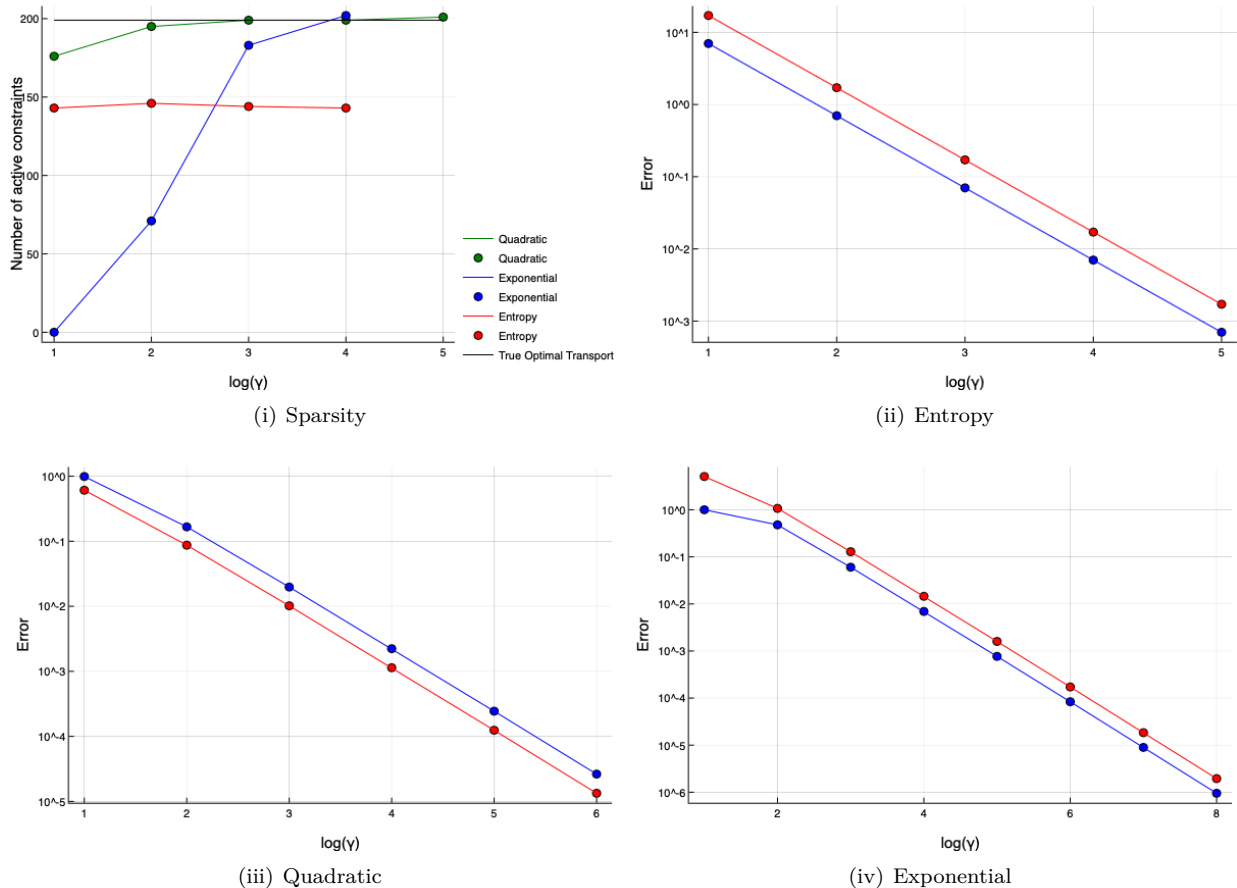 Number of active constraints
200
150
100
50
0
1 2 3 4 5
log(γ)
Quadratic
Quadratic
Exponential
Exponential
Entropy
Entropy
True Optimal Transport
(i) Sparsity
Error
10^1
10^0
10^-1
10^-2
10^-3
1 2 3 4 5
log(γ)
(ii) Entropy
Error
10^0
10^-1
10^-2
10^-3
10^-4
10^-5
1 2 3 4 5 6
log(γ)
(iii) Quadratic
Error
10^0
10^-1
10^-2
10^-3
10^-4
10^-5
10^-6
2 4 6 8
log(γ)
(iv) Exponential